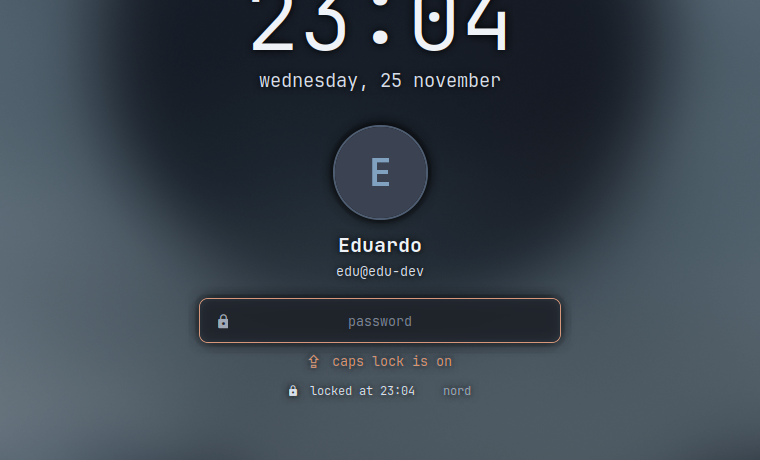 23:04
wednesday, 25 november
E
Eduardo
edu@edu-dev
password
caps lock is on
locked at 23:04 nord